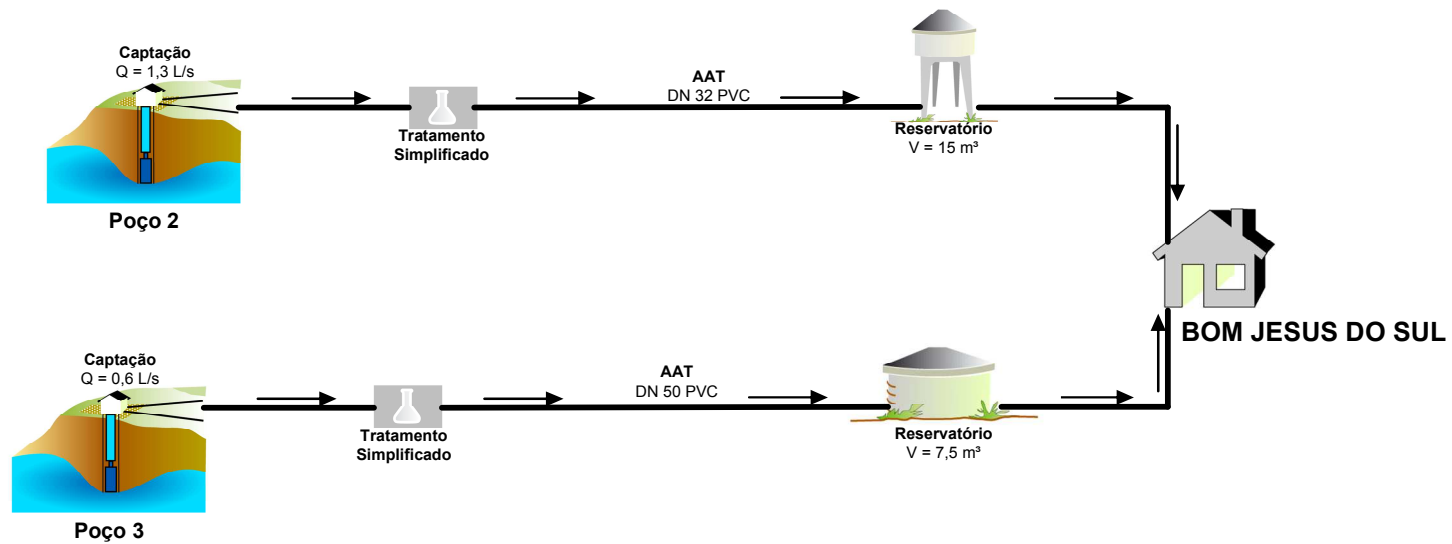 Captação
Q = 1,3 L/s
Poço 2
Tratamento
Simplificado
AAT
DN 32 PVC
Reservatório
V = 15 m³
BOM JESUS DO SUL
Captação
Q = 0,6 L/s
Poço 3
Tratamento
Simplificado
AAT
DN 50 PVC
Reservatório
V = 7,5 m³